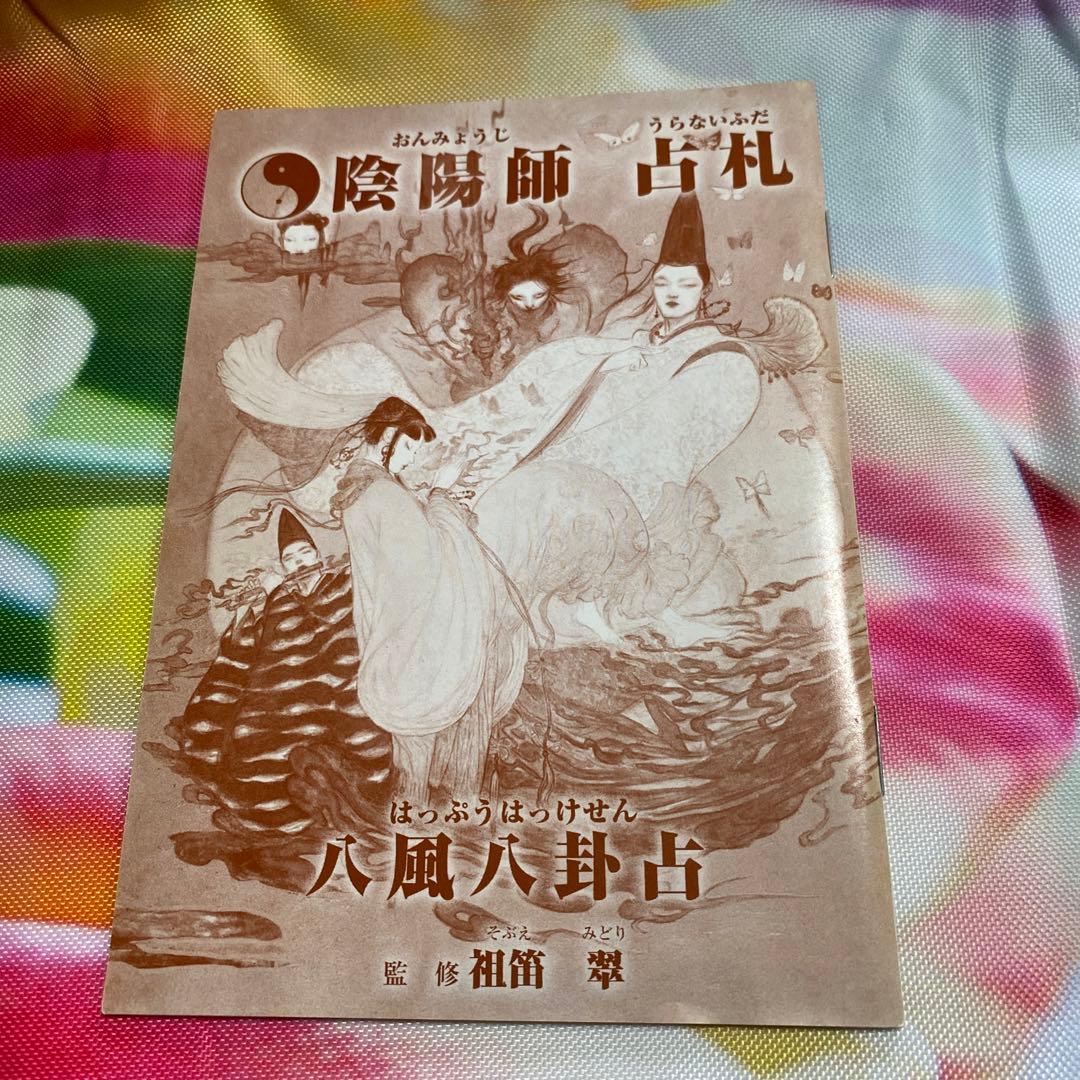 おんみょうじ うらないふだ
陰陽師 占札
はっぷうはっけせん
八風八卦占
そぶえ みどり
監修 祖笛 翠